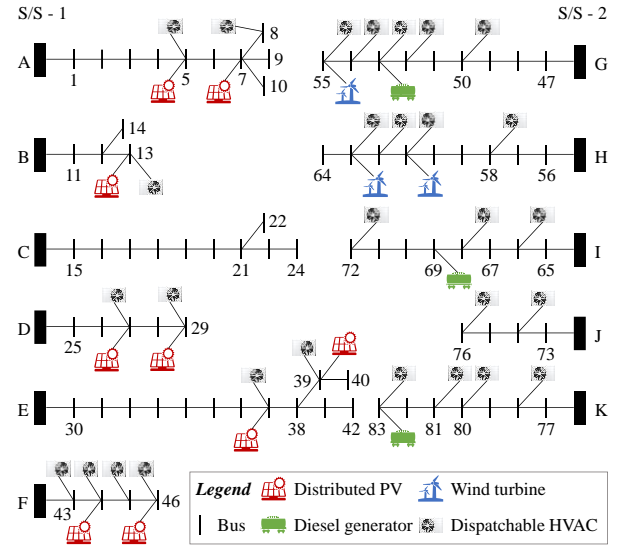 S/S - 1 S/S - 2
8
A 1 5 7 9 55 50 47 G
10
14
B 11 13 64 58 56 H
22
C 15 21 24 72 69 67 65 I
D 25 29 76 73 J
39 40
E 30 38 42 83 81 80 77 K
F 43 46
Legend Distributed PV Wind turbine
Bus Diesel generator Dispatchable HVAC